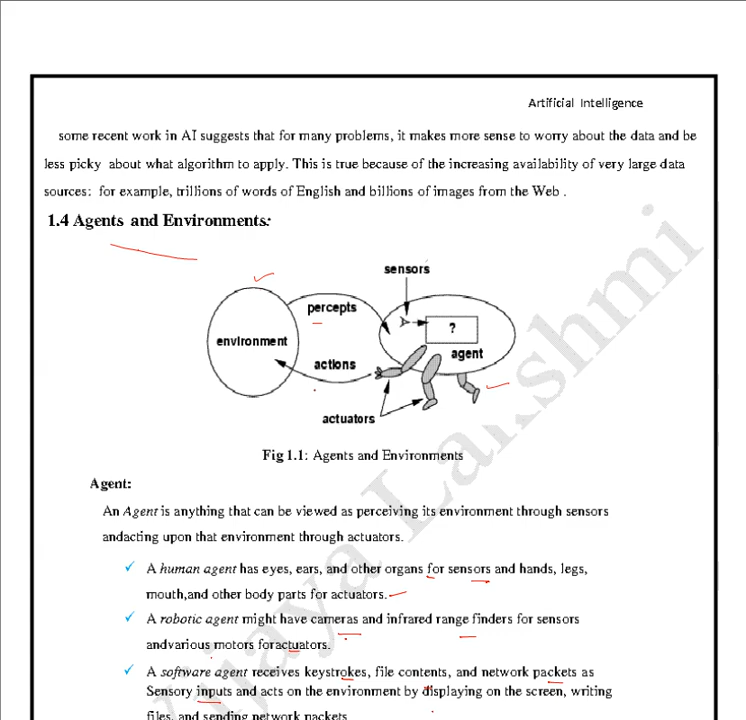 Artificial Intelligence
some recent work in AI suggests that for many problems, it makes more sense to worry about the data and be
less picky about what algorithm to apply. This is true because of the increasing availability of very large data
sources: for example, trillions of words of English and billions of images from the Web .
1.4 Agents and Environments:
sensors
percepts
?
environment
agent
actions
actuators
Fig 1.1: Agents and Environments
Agent:
An Agent is anything that can be viewed as perceiving its environment through sensors
andacting upon that environment through actuators.
✓ A human agent has eyes, ears, and other organs for sensors and hands, legs,
mouth,and other body parts for actuators.
✓ A robotic agent might have cameras and infrared range finders for sensors
andvarious motors foractuators.
✓ A software agent receives keystrokes, file contents, and network packets as
Sensory inputs and acts on the environment by displaying on the screen, writing
files, and sending network packets
Vijaya Lakshmi